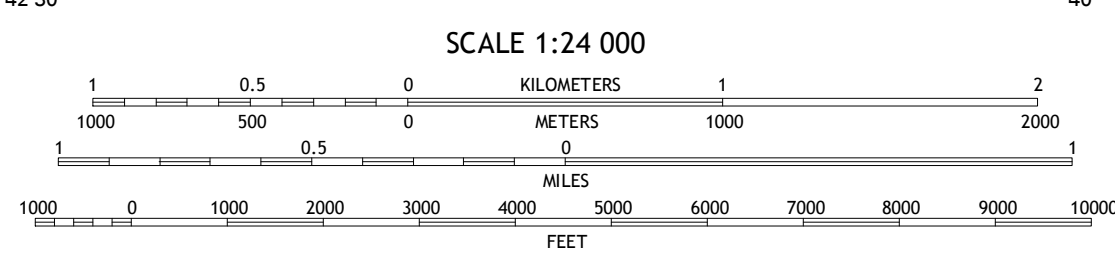 42'30" 40'
SCALE 1:24 000
1 0.5 0 KILOMETERS 1 2
1000 500 0 METERS 1000 2000
1 0.5 0 1
MILES
1000 0 1000 2000 3000 4000 5000 6000 7000 8000 9000 10000
FEET